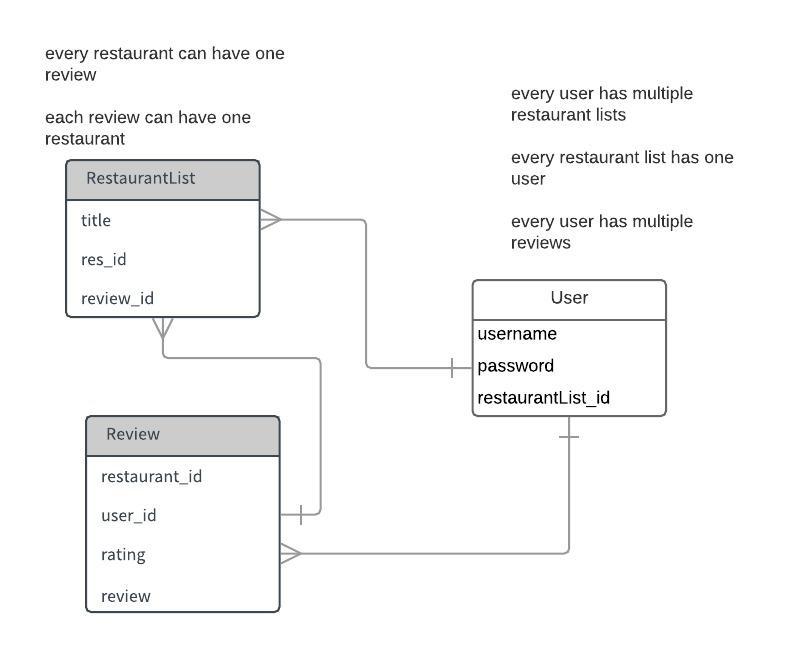 every restaurant can have one
review
each review can have one
restaurant
every user has multiple
restaurant lists
every restaurant list has one
user
every user has multiple
reviews
RestaurantList
title
res_id
review_id
User
username
password
restaurantList_id
Review
restaurant_id
user_id
rating
review